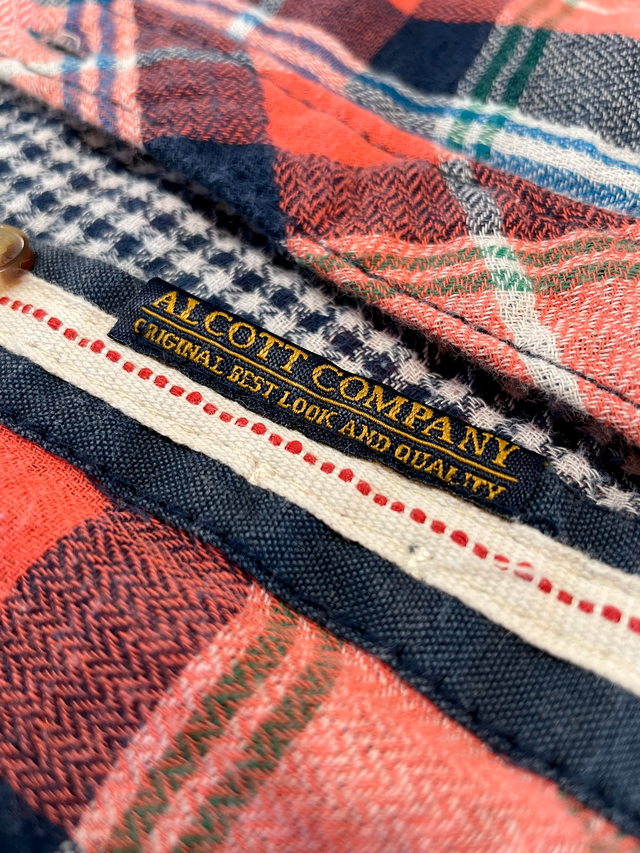 ALCOTT COMPANY
ORIGINAL BEST LOOK AND QUALITY